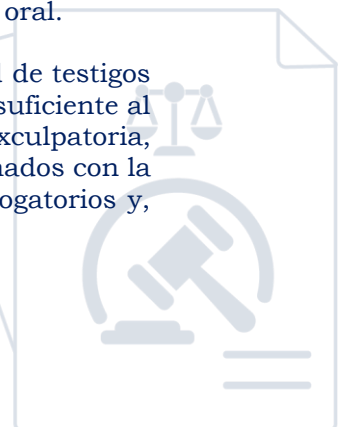 oral.
de testigos
suficiente al
xculpatoria,
nados con la
ogatorios y,